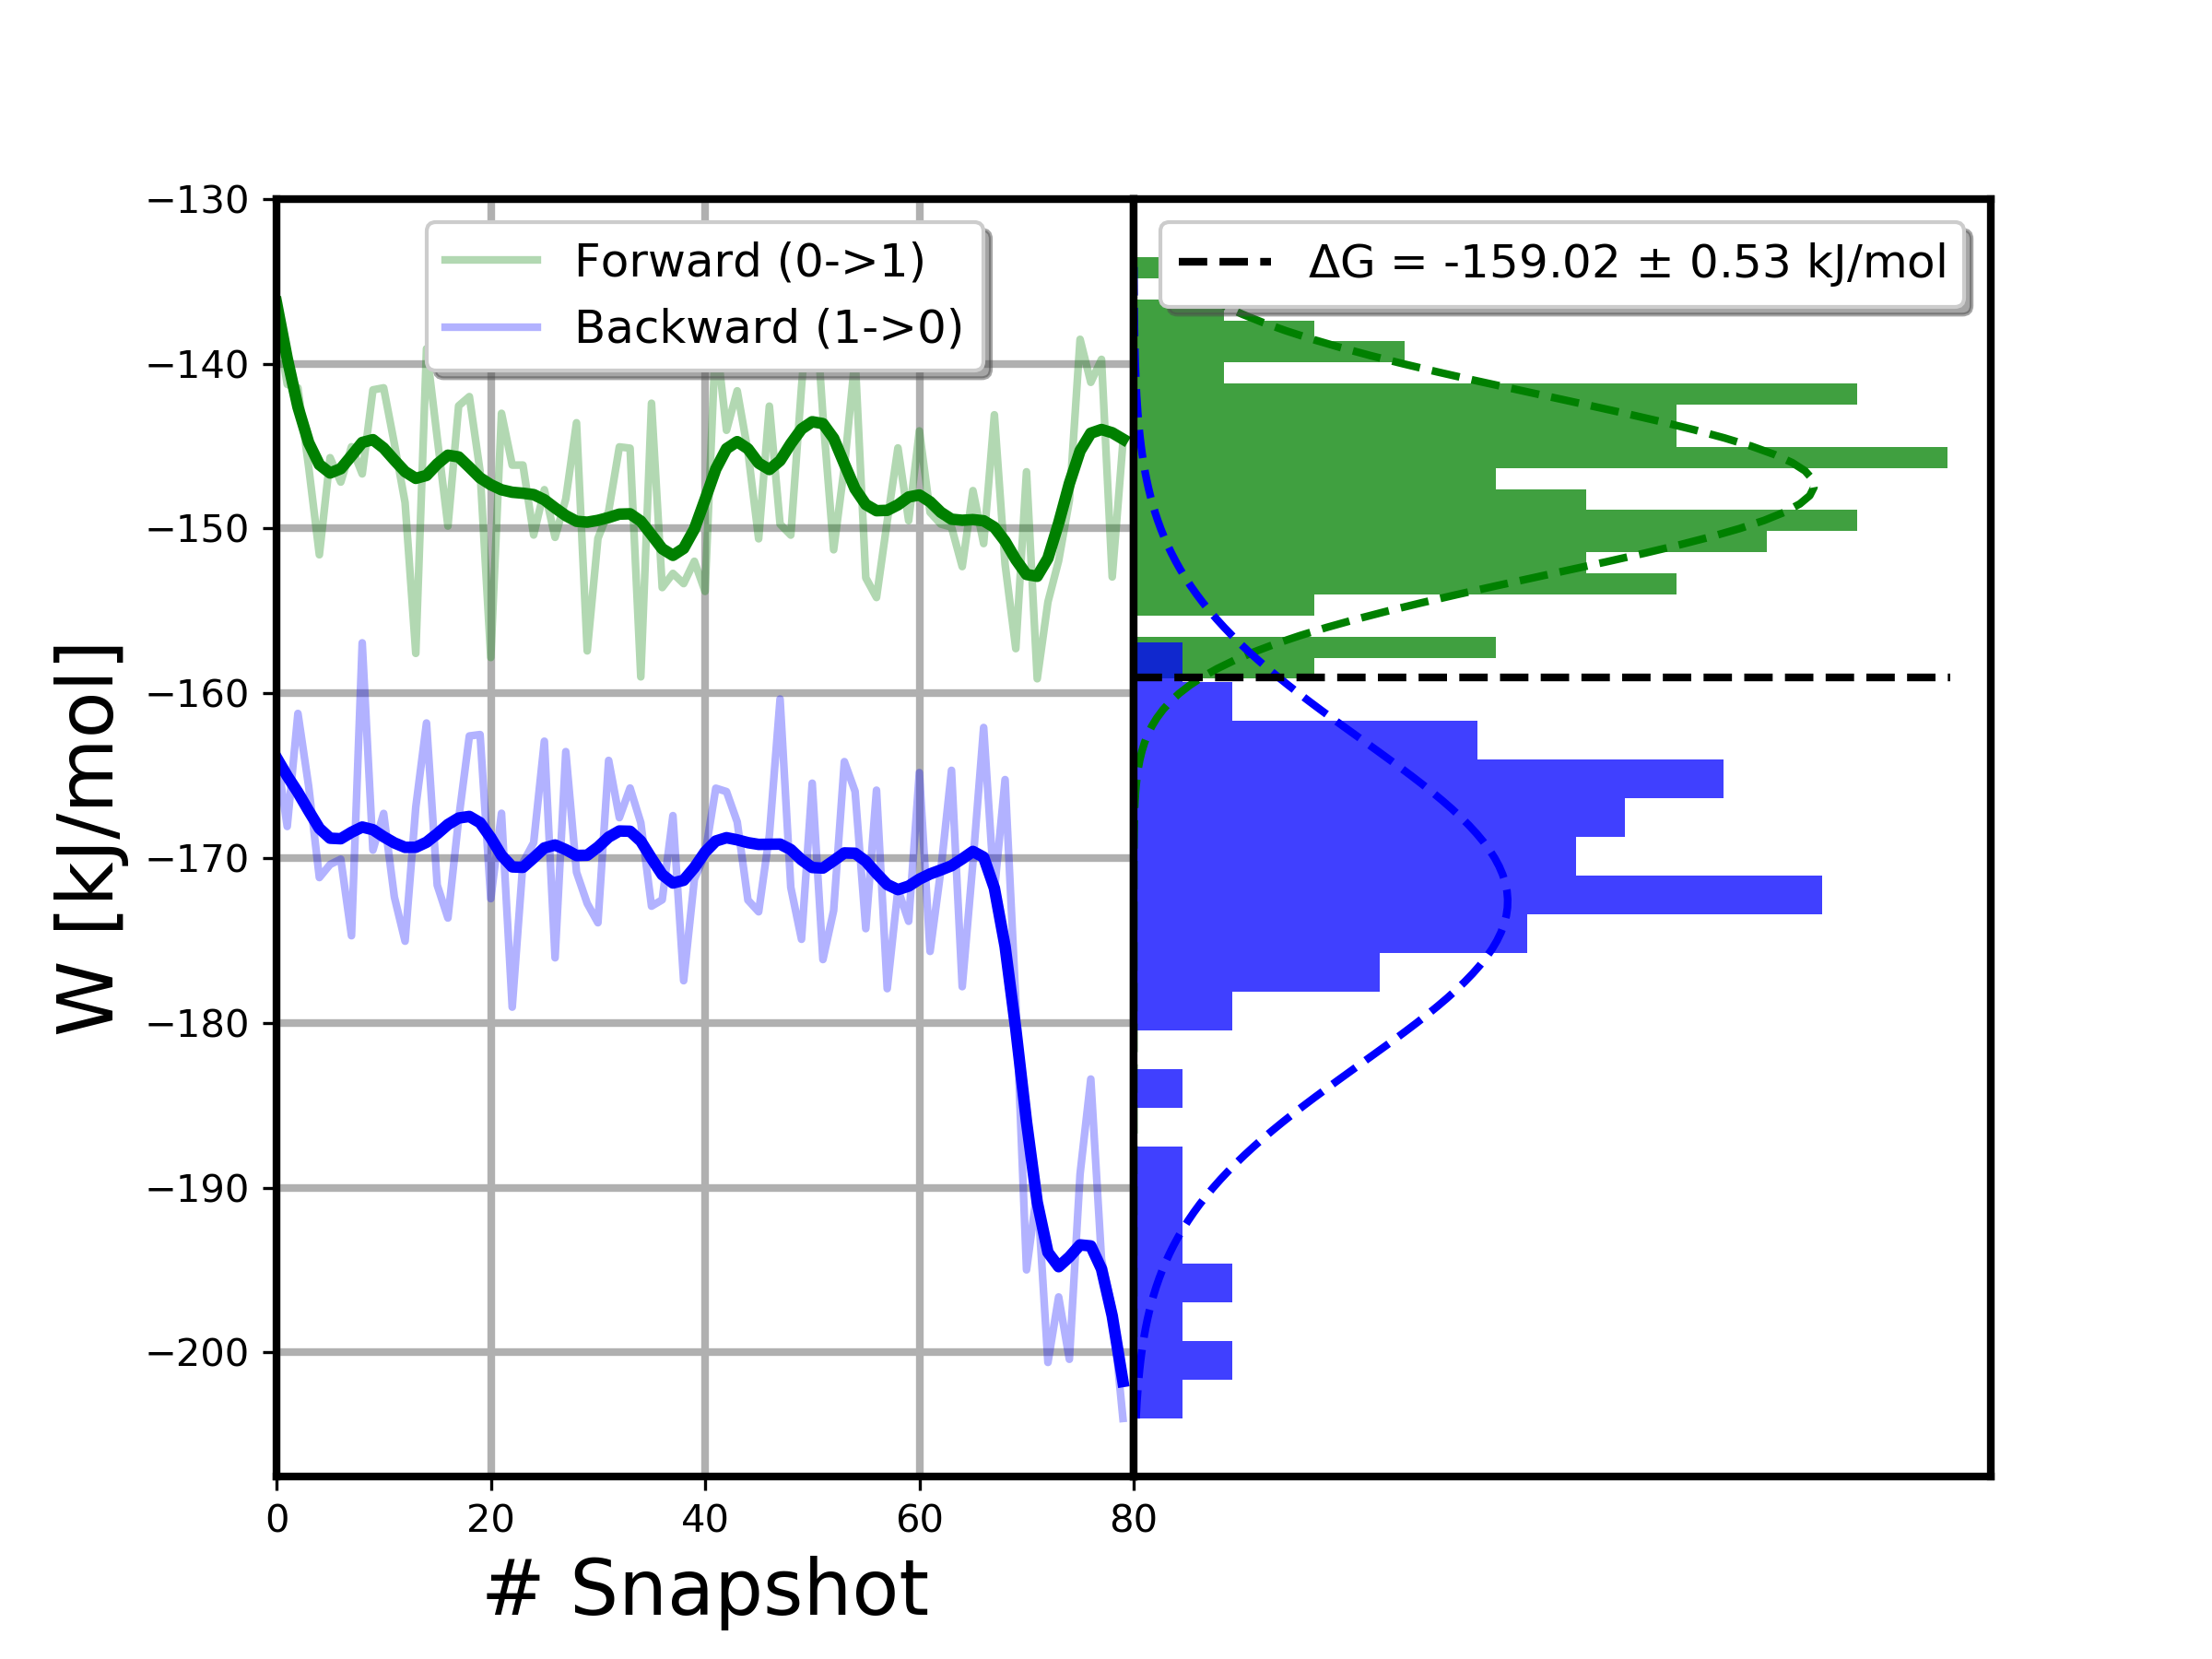 W [kJ/mol]
−130
−140
−150
−160
−170
−180
−190
−200
Forward (0->1)
Backward (1->0)
ΔG = -159.02 ± 0.53 kJ/mol
0 20 40 60 80
# Snapshot